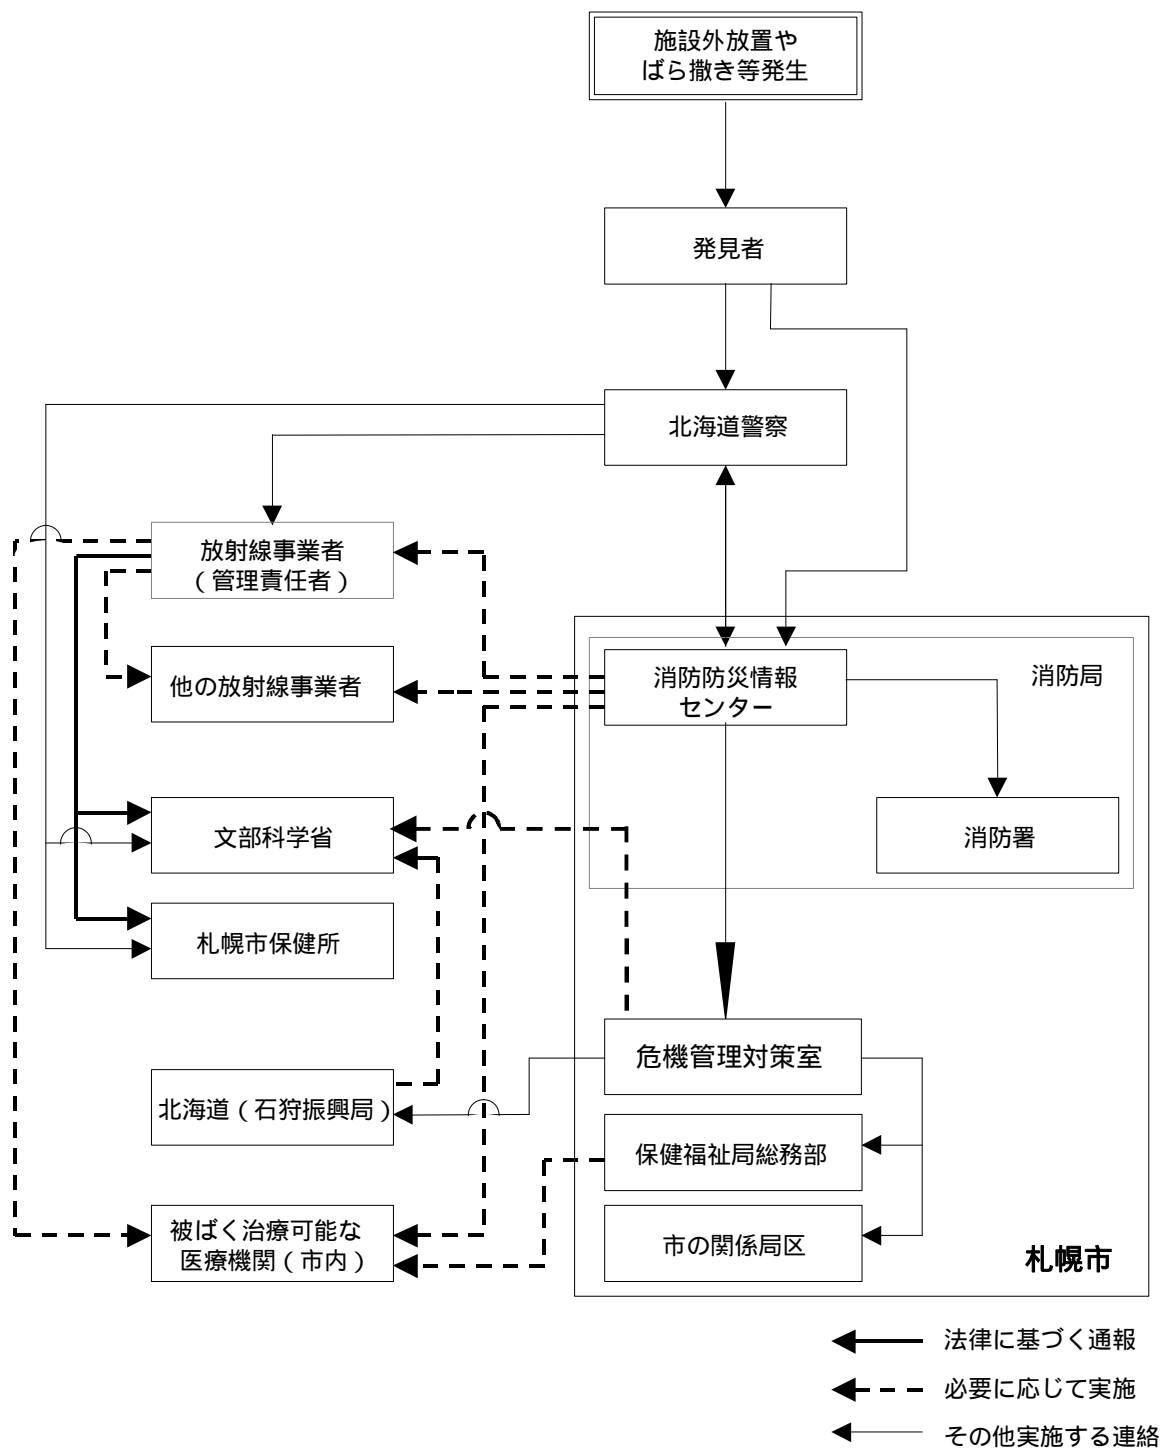 施設外放置や
ばら撒き等発生
発見者
北海道警察
放射線事業者
（管理責任者）
他の放射線事業者
消防防災情報
センター
消防局
消防署
文部科学省
札幌市保健所
危機管理対策室
北海道（石狩振興局）
保健福祉局総務部
被ばく治療可能な
医療機関（市内）
市の関係局区
札幌市
法律に基づく通報
必要に応じて実施
その他実施する連絡